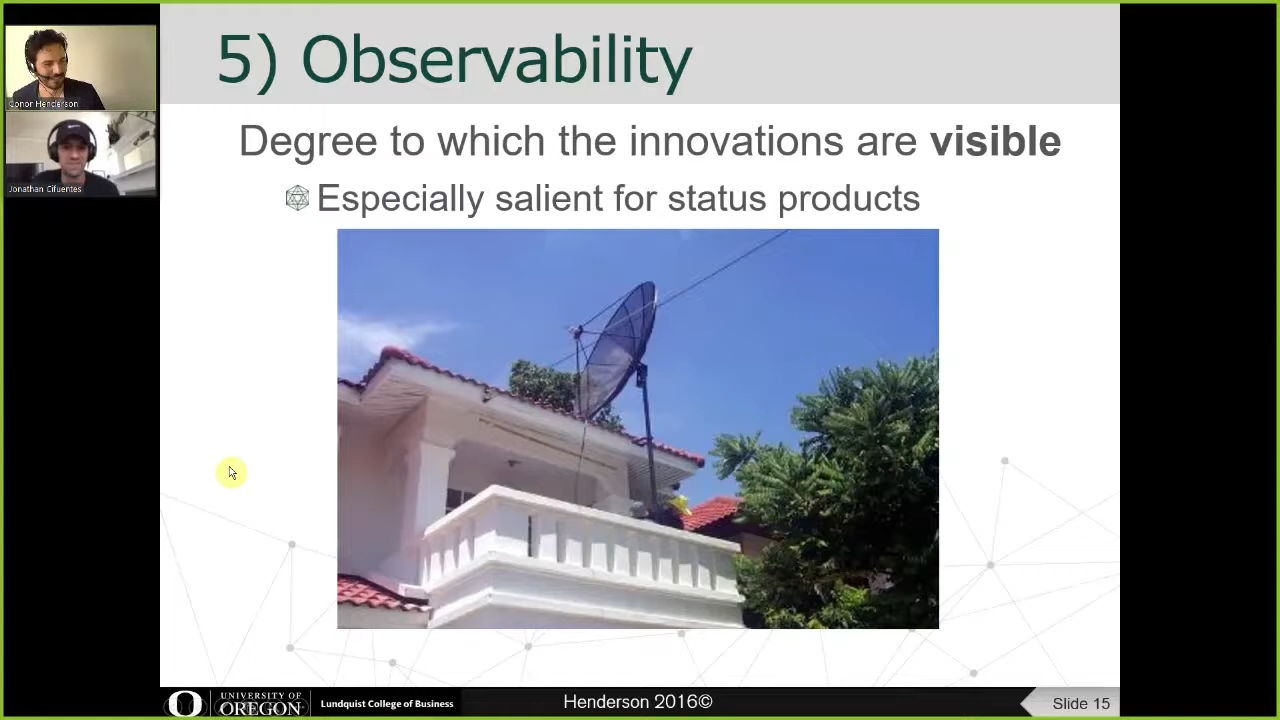 5) Observability
Conor Henderson
Degree to which the innovations are visible
Jonathan Cifuentes
Especially salient for status products
UNIVERSITY OF
OREGON
Lundquist College of Business
Henderson 2016©
Slide 15